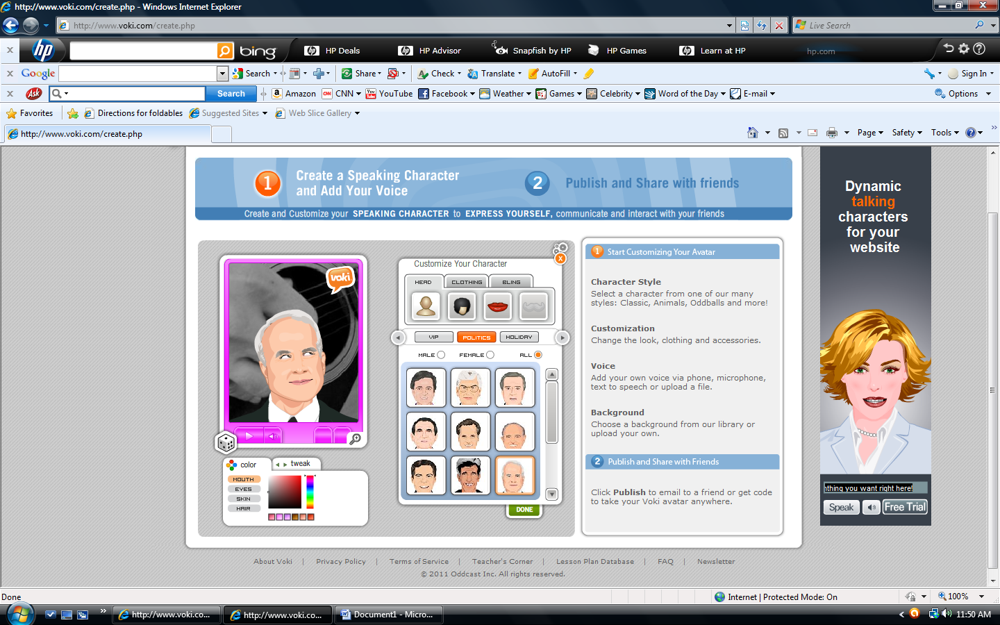 http://www.voki.com/create.php - Windows Internet Explorer
http://www.voki.com/create.php
Live Search
x hp bing HP Deals HP Advisor Snapfish by HP HP Games Learn at HP hp.com
x Google Search Share Check Translate AutoFill Sign In
x Ask Search Amazon CNN YouTube Facebook Weather Games Celebrity Word of the Day E-mail Options
Favorites Directions for foldables Suggested Sites Web Slice Gallery
http://www.voki.com/create.php
Page Safety Tools
1 Create a Speaking Character
and Add Your Voice
2 Publish and Share with friends
Create and Customize your SPEAKING CHARACTER to EXPRESS YOURSELF, communicate and interact with your friends
voki
Customize Your Character
x
HEAD CLOTHING BLING
VIP POLITICS HOLIDAY
MALE FEMALE ALL
DONE
color tweak
MOUTH
EYES
SKIN
HAIR
1 Start Customizing Your Avatar
Character Style
Select a character from one of our many
styles: Classic, Animals, Oddballs and more!
Customization
Change the look, clothing and accessories.
Voice
Add your own voice via phone, microphone,
text to speech or upload a file.
Background
Choose a background from our library or
upload your own.
2 Publish and Share with Friends
Click Publish to email to a friend or get code
to take your Voki avatar anywhere.
Dynamic
talking
characters
for your
website
nthing you want right here!
Speak Free Trial
About Voki | Privacy Policy | Terms of Service | Teacher's Corner | Lesson Plan Database | FAQ | Newsletter
© 2011 Oddcast Inc. All rights reserved.
Done Internet | Protected Mode: On 100%
http://www.voki.co... http://www.voki.co... Document1 - Micro... 11:50 AM